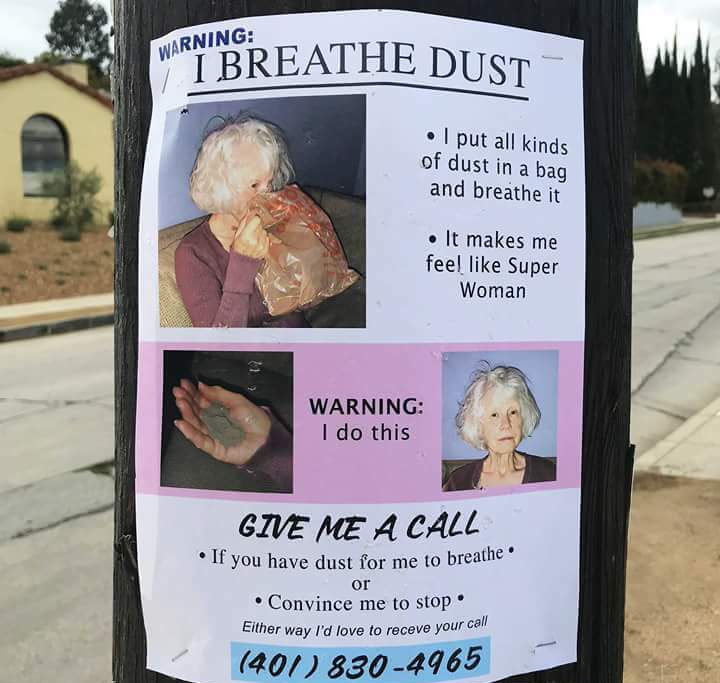 WARNING:
I BREATHE DUST
• I put all kinds
of dust in a bag
and breathe it
• It makes me
feel like Super
Woman
WARNING:
I do this
GIVE ME A CALL
• If you have dust for me to breathe •
or
• Convince me to stop •
Either way I'd love to receve your call
(401) 830-4965